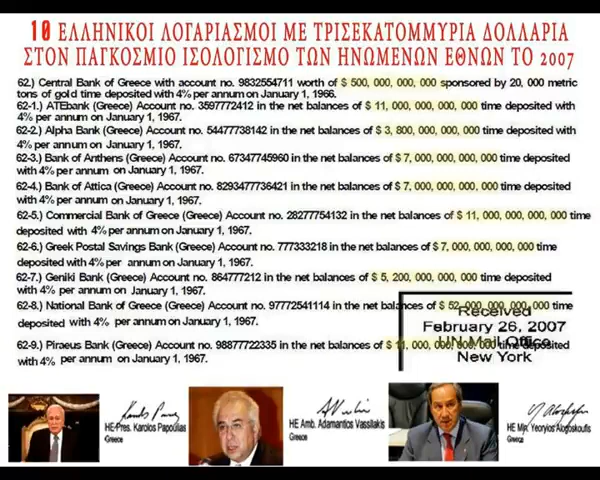 10 ΕΛΛΗΝΙΚΟΙ ΛΟΓΑΡΙΑΣΜΟΙ ΜΕ ΤΡΙΣΕΚΑΤΟΜΜΥΡΙΑ ΔΟΛΛΑΡΙΑ
ΣΤΟΝ ΠΑΓΚΟΣΜΙΟ ΙΣΟΛΟΓΙΣΜΟ ΤΩΝ ΗΝΩΜΕΝΩΝ ΕΘΝΩΝ ΤΟ 2007
62.) Central Bank of Greece with account no. 9832554711 worth of $ 500, 000, 000, 000 sponsored by 20, 000 metric
tons of gold time deposited with 4% per annum on January 1, 1966.
62-1.) ATEbank (Greece) Account no. 3597772412 in the net balances of $ 11, 000, 000, 000, 000 time deposited with
4% per annum on January 1, 1967.
62-2.) Alpha Bank (Greece) Account no. 54477738142 in the net balances of $ 3, 800, 000, 000, 000 time deposited with
4% per annum on January 1, 1967.
62-3.) Bank of Anthens (Greece) Account no. 67347745960 in the net balances of $ 7, 000, 000, 000, 000 time deposited
with 4% per annum on January 1, 1967.
62-4.) Bank of Attica (Greece) Account no. 8293477736421 in the net balances of $ 7, 000, 000, 000, 000 time deposited
with 4% per annum on January 1, 1967.
62-5.) Commercial Bank of Greece (Greece) Account no. 28277754132 in the net balances of $ 11, 000, 000, 000, 000 time
deposited with 4% per annum on January 1, 1967.
62-6.) Greek Postal Savings Bank (Greece) Account no. 777333218 in the net balances of $ 7, 000, 000, 000, 000 time
deposited with 4% per annum on January 1, 1967.
62-7.) Geniki Bank (Greece) Account no. 864777212 in the net balances of $ 5, 200, 000, 000, 000 time deposited
with 4% per annum on January 1, 1967.
62-8.) National Bank of Greece (Greece) Account no. 97772541114 in the net balances of $ 52, 000, 000, 000, 000 time
deposited with 4% per annum on January 1, 1967.
62-9.) Piraeus Bank (Greece) Account no. 98877722335 in the net balances of $ 11, 000, 000, 000, 000 time deposited
with 4% per annum on January 1, 1967.
Received
February 26, 2007
UN Mail Office
New York
HE-Pres. Karolos Papoulias
Greece
HE Amb. Adamantios Vassilakis
Greece
HE Min. Yeoryios Alogoskoufis
Greece